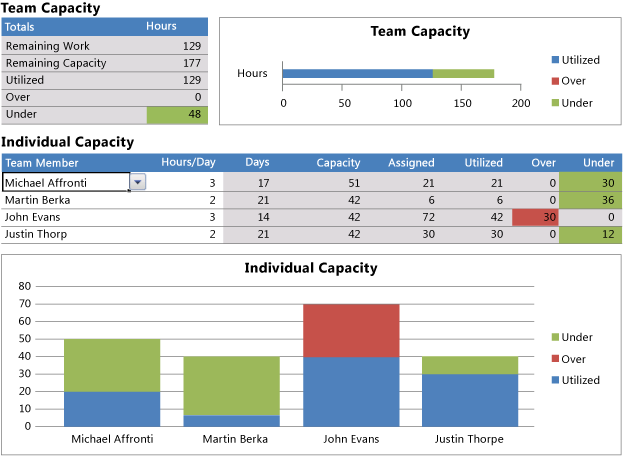 Team Capacity
Totals Hours
Remaining Work 129
Remaining Capacity 177
Utilized 129
Over 0
Under 48
Team Capacity
Hours
0 50 100 150 200
Utilized
Over
Under
Individual Capacity
Team Member Hours/Day Days Capacity Assigned Utilized Over Under
Michael Affronti 3 17 51 21 21 0 30
Martin Berka 2 21 42 6 6 0 36
John Evans 3 14 42 72 42 30 0
Justin Thorp 2 21 42 30 30 0 12
Individual Capacity
80
70
60
50
40
30
20
10
0
Michael Affronti Martin Berka John Evans Justin Thorpe
Under
Over
Utilized